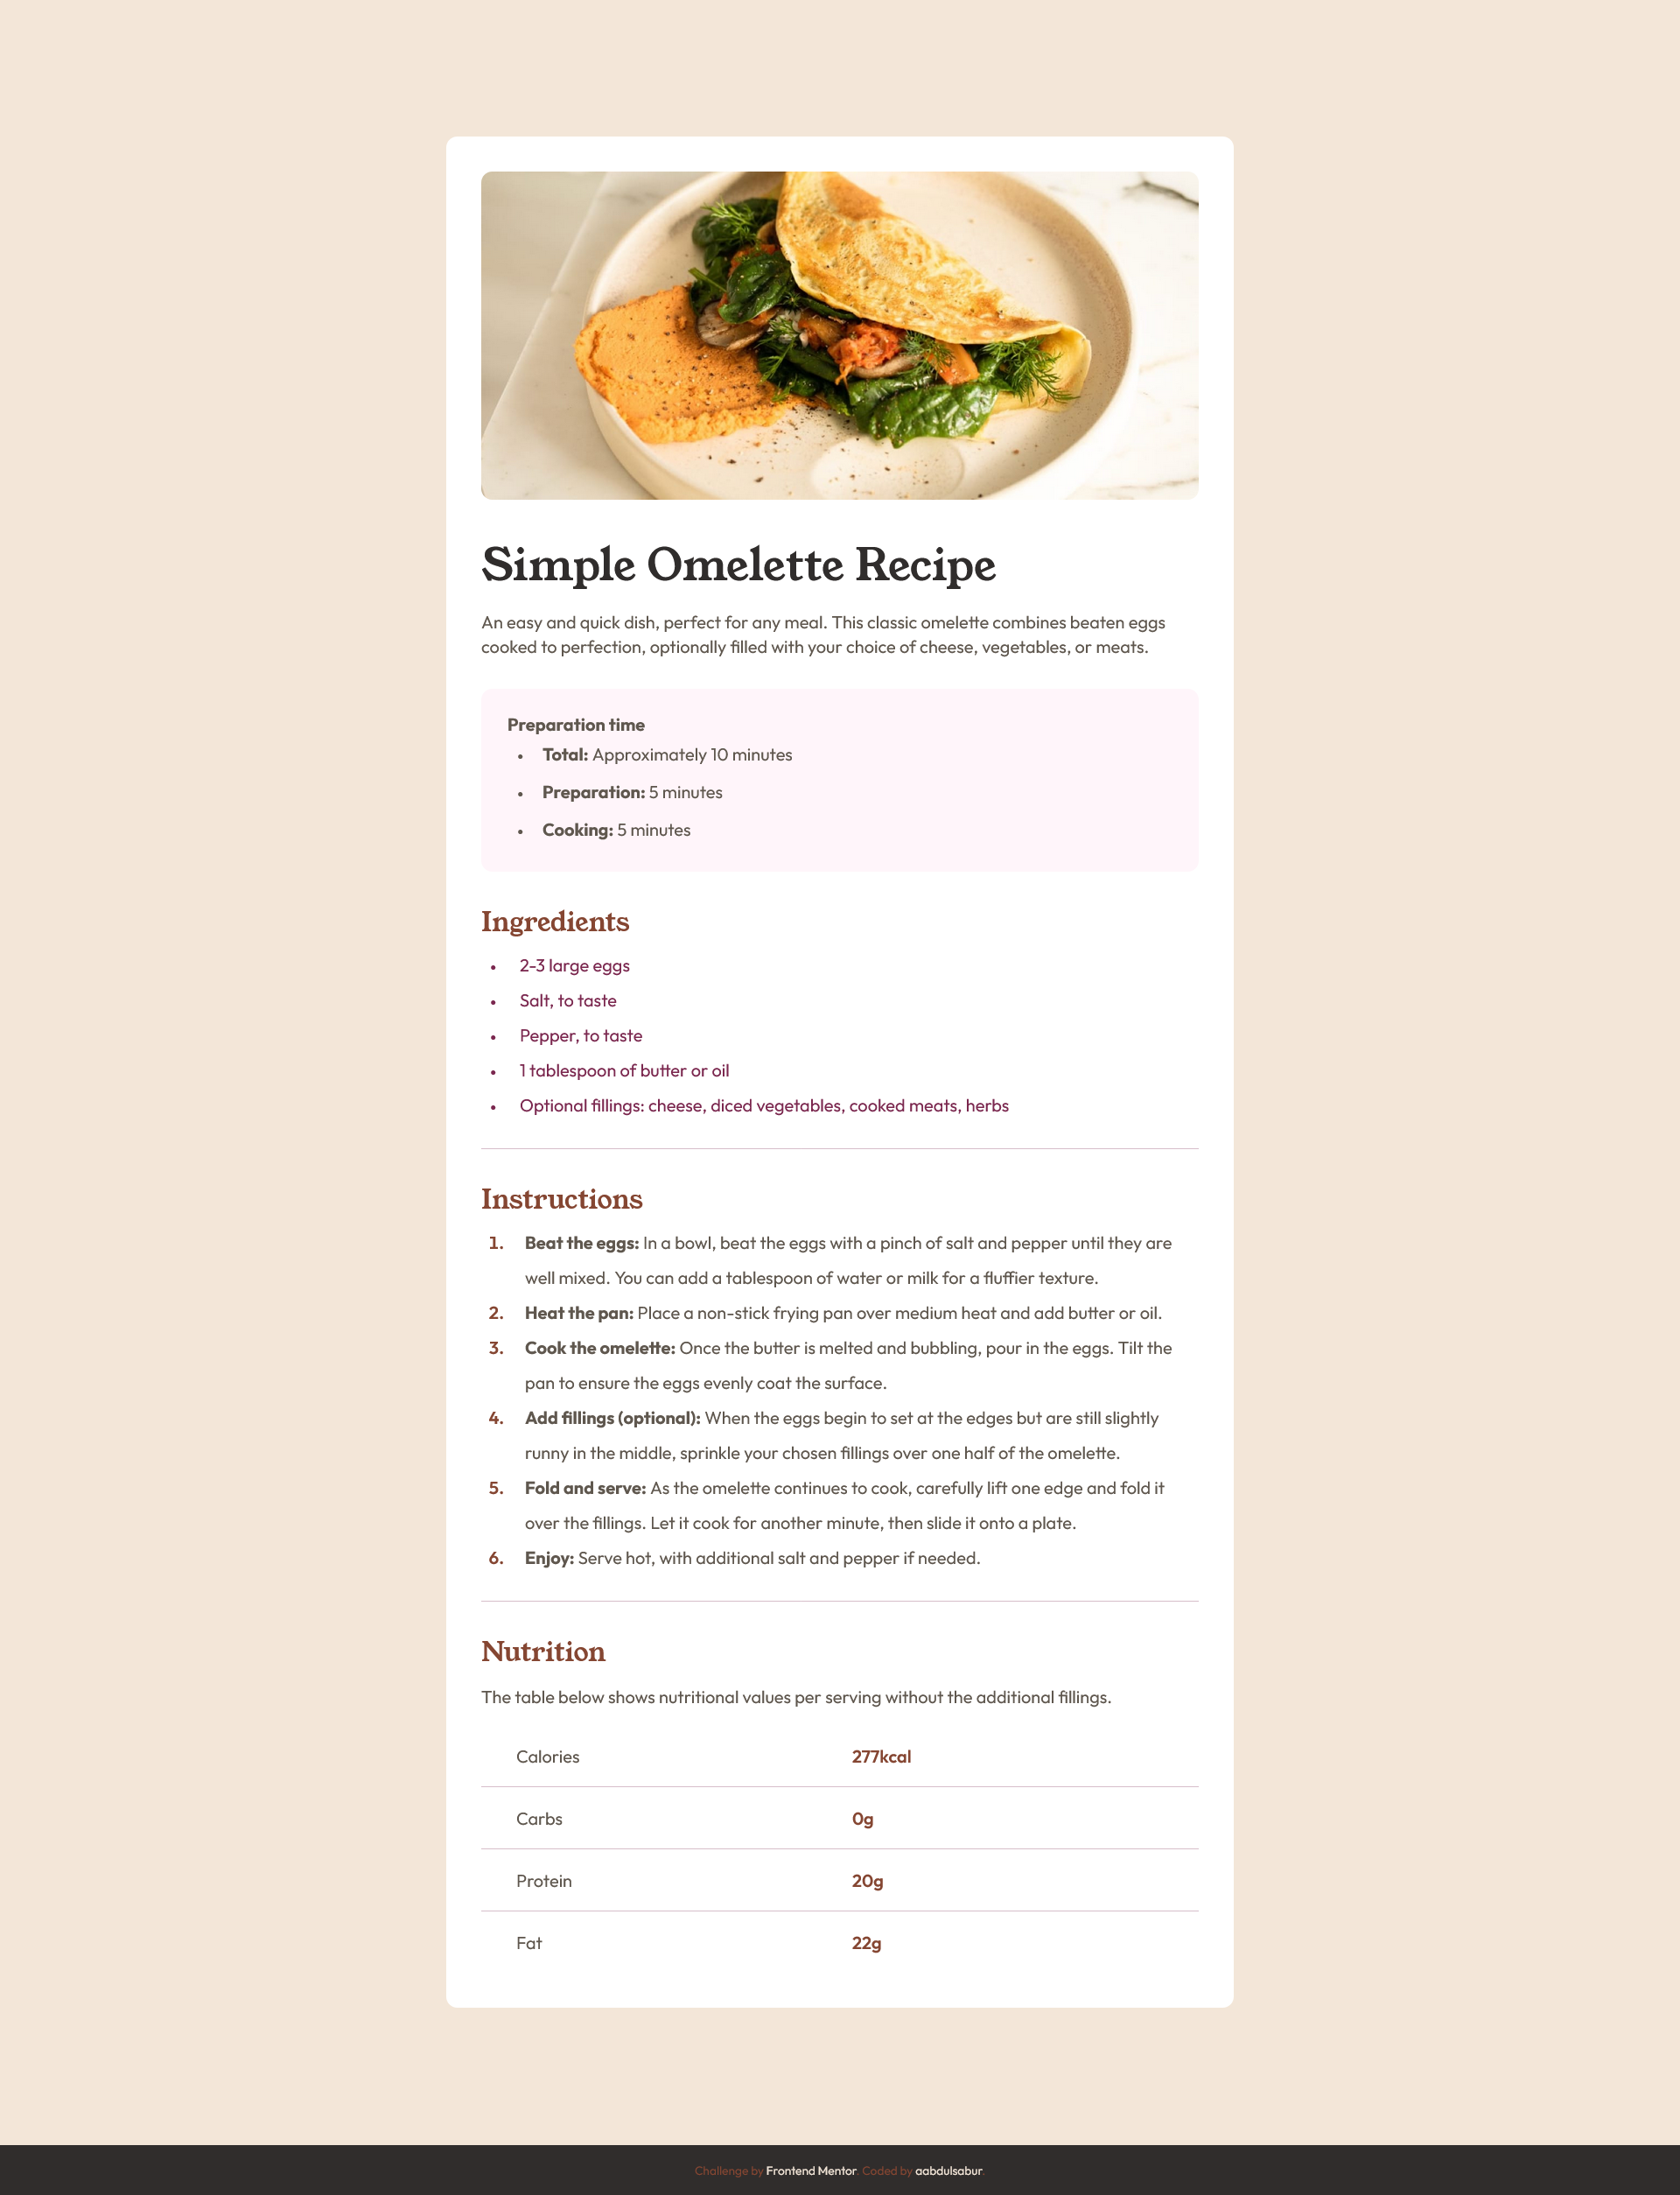 Simple Omelette Recipe
An easy and quick dish, perfect for any meal. This classic omelette combines beaten eggs
cooked to perfection, optionally filled with your choice of cheese, vegetables, or meats.
Preparation time
• Total: Approximately 10 minutes
• Preparation: 5 minutes
• Cooking: 5 minutes
Ingredients
• 2-3 large eggs
• Salt, to taste
• Pepper, to taste
• 1 tablespoon of butter or oil
• Optional fillings: cheese, diced vegetables, cooked meats, herbs
Instructions
1. Beat the eggs: In a bowl, beat the eggs with a pinch of salt and pepper until they are
well mixed. You can add a tablespoon of water or milk for a fluffier texture.
2. Heat the pan: Place a non-stick frying pan over medium heat and add butter or oil.
3. Cook the omelette: Once the butter is melted and bubbling, pour in the eggs. Tilt the
pan to ensure the eggs evenly coat the surface.
4. Add fillings (optional): When the eggs begin to set at the edges but are still slightly
runny in the middle, sprinkle your chosen fillings over one half of the omelette.
5. Fold and serve: As the omelette continues to cook, carefully lift one edge and fold it
over the fillings. Let it cook for another minute, then slide it onto a plate.
6. Enjoy: Serve hot, with additional salt and pepper if needed.
Nutrition
The table below shows nutritional values per serving without the additional fillings.
Calories 277kcal
Carbs 0g
Protein 20g
Fat 22g
Challenge by Frontend Mentor. Coded by aabdulsabur.